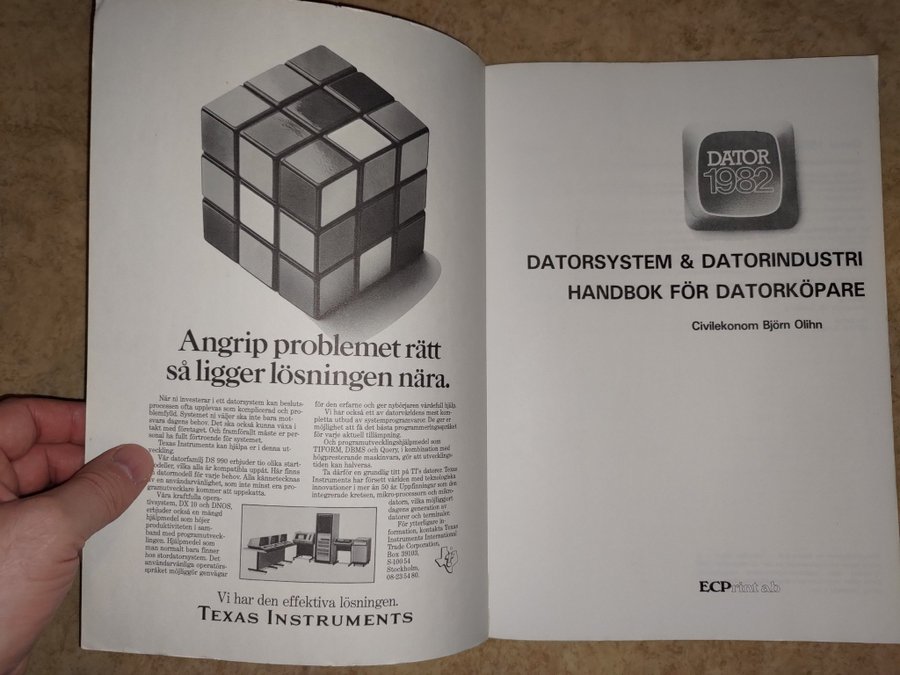 Angrip problemet rätt
så ligger lösningen nära.
När ni investerar i ett datorsystem kan besluts-
processen ofta upplevas som komplicerad och pro-
blemfylld. Systemet ni väljer ska inte bara mot-
svara dagens behov. Det ska också kunna växa i
takt med företaget. Och framförallt måste er per-
sonal ha fullt förtroende för systemet.
Texas Instruments kan hjälpa er i denna ut-
veckling.
Vår datorfamilj DS 990 erbjuder tio olika start-
modeller, vilka alla är kompatibla uppåt. Här finns
datormodell för varje behov. Alla kännetecknas
av en användarvänlighet, som inte minst era pro-
gramutvecklare kommer att uppskatta.
Våra kraftfulla opera-
tivsystem, DX 10 och DNOS,
erbjuder också en mängd
hjälpmedel som höjer
produktiviteten i sam-
band med programutveck-
lingen. Hjälpmedel som
man normalt bara finner
hos stordatorsystem. Det
användarvänliga operatörs-
språket möjliggör genvägar
för den erfarne och ger nybörjaren värdefull hjälp.
Vi har också ett av datorvärldens mest kom-
pletta utbud av systemprogramvaror. De ger er
möjlighet att få det bästa programmeringsspråket
för varje aktuell tillämpning.
Och programutvecklingshjälpmedel som
TIFORM, DBMS och Query, i kombination med
högpresterande maskinvara, gör att utvecklings-
tiden kan halveras.
Ta därför en grundlig titt på TI's datorer. Texas
Instruments har försett världen med teknologiska
innovationer i mer än 50 år. Uppfinningar som den
integrerade kretsen, mikro-processorn och mikro-
datorn, vilka möjliggjort
dagens generation av
datorer och terminaler.
För ytterligare in-
formation, kontakta Texas
Instruments International
Trade Corporation,
Box 39103,
S-100 54
Stockholm,
08-23 54 80.
Vi har den effektiva lösningen.
TEXAS INSTRUMENTS
DATOR
1982
DATORSYSTEM & DATORINDUSTRI
HANDBOK FÖR DATORKÖPARE
Civilekonom Björn Olihn
ECPrint ab